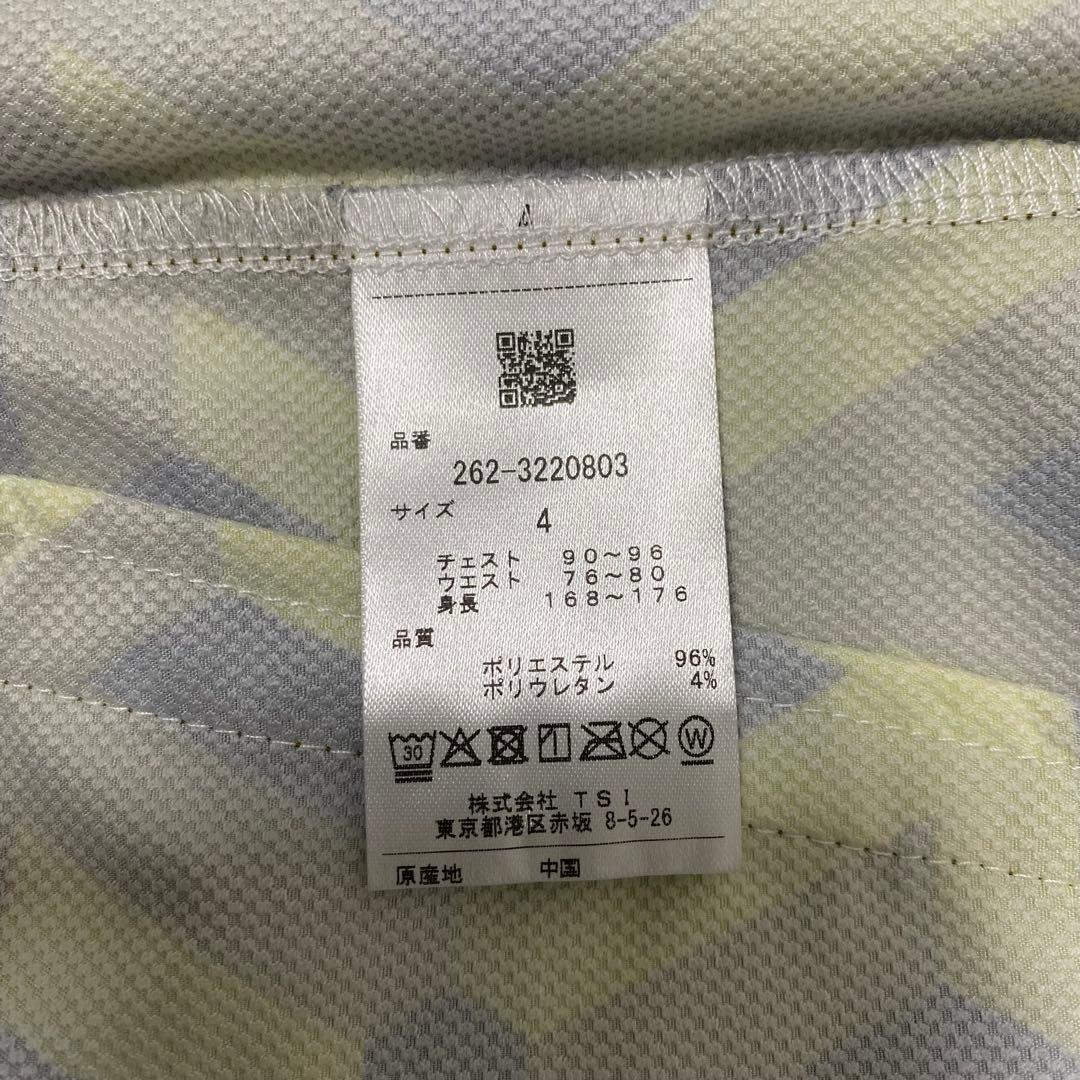 品番
262-3220803
サイズ 4
チェスト 90～96
ウエスト 76～80
身長 168～176
品質
ポリエステル 96%
ポリウレタン 4%
30 W
株式会社 TSI
東京都港区赤坂 8-5-26
原産地 中国